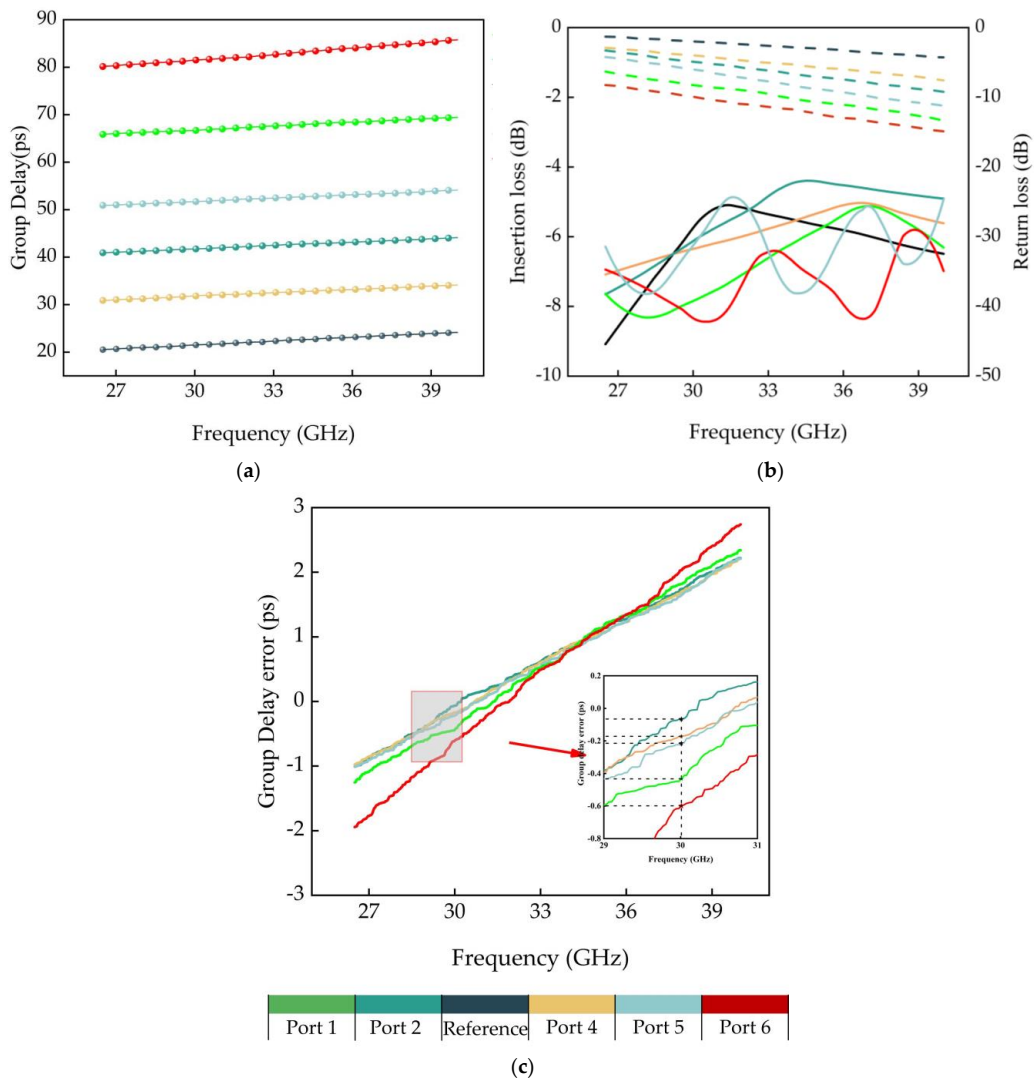 90
80
70
60
50
40
30
20
Group Delay(ps)
27 30 33 36 39
Frequency (GHz)
(a)
0
-2
-4
-6
-8
-10
Insertion loss (dB)
0
-10
-20
-30
-40
-50
Return loss (dB)
27 30 33 36 39
Frequency (GHz)
(b)
3
2
1
0
-1
-2
-3
Group Delay error (ps)
27 30 33 36 39
Frequency (GHz)
0.2
0.0
-0.2
-0.4
-0.6
-0.8
Group delay error (ps)
29 30 31
Frequency (GHz)
Port 1 Port 2 Reference Port 4 Port 5 Port 6
(c)